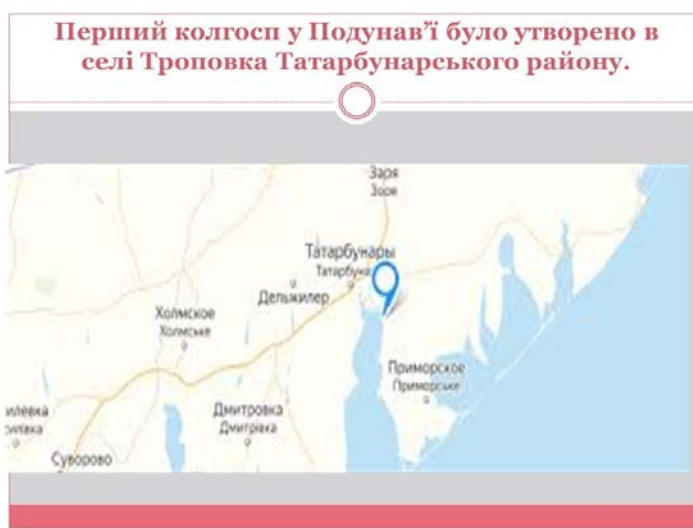 Перший колгосп у Подунав’ї було утворено в
селі Троповка Татарбунарського району.
Заря
Зоря
Татарбунары
Татарбуна
Дельжилер
Холмское
Холмське
Приморское
Приморське
Дмитровка
Дмитрівка
илевка
Суворово